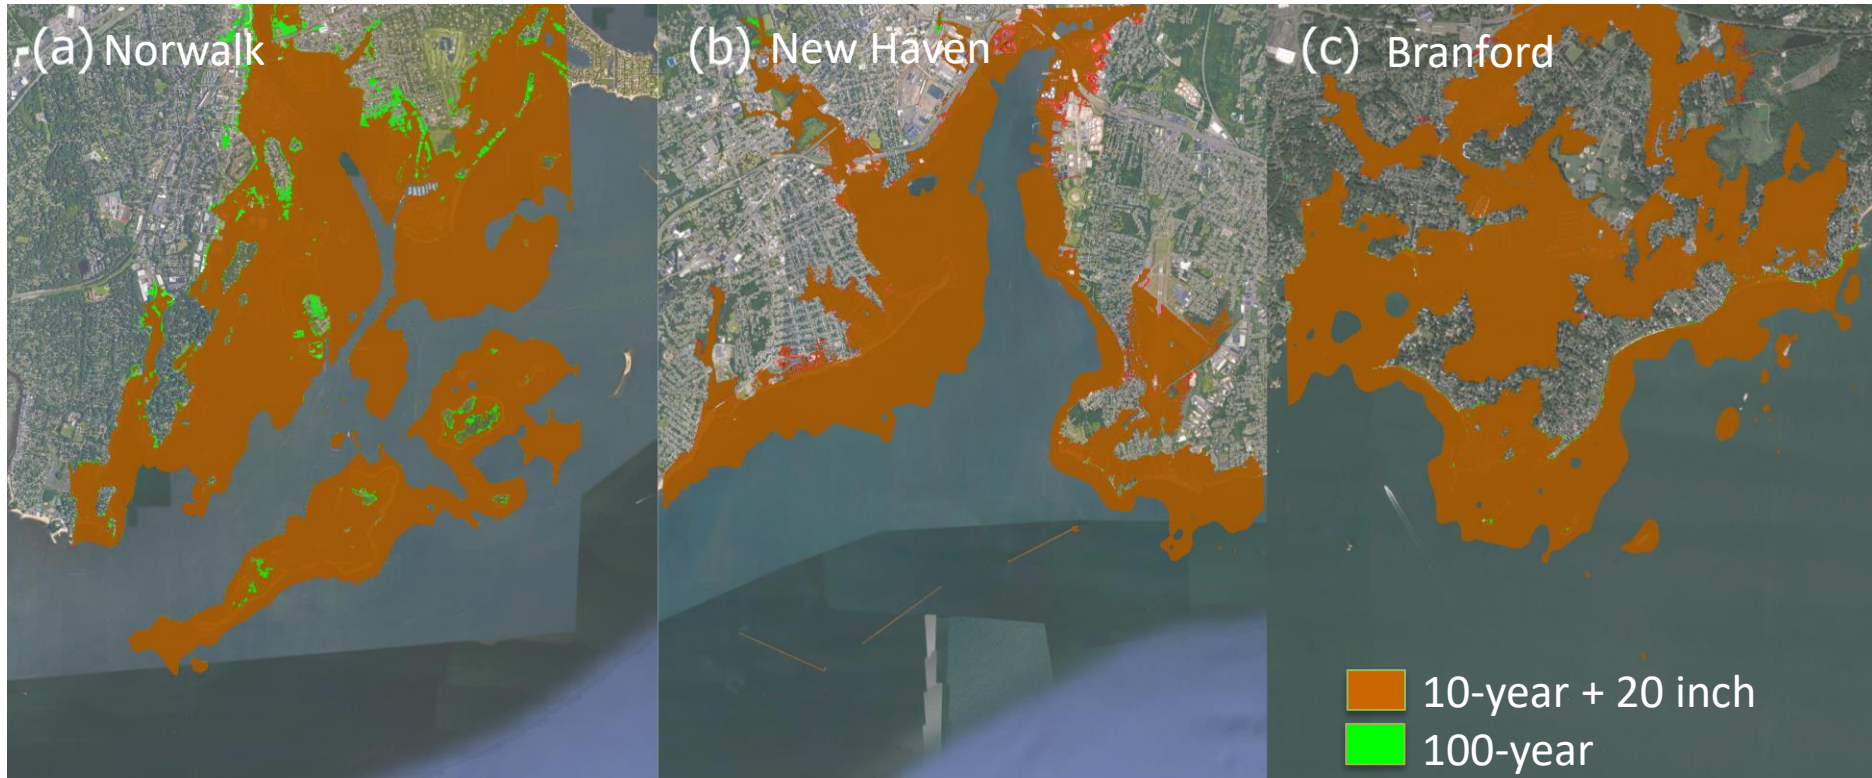 (a) Norwalk
(b) New Haven
(c) Branford
10-year + 20 inch
100-year